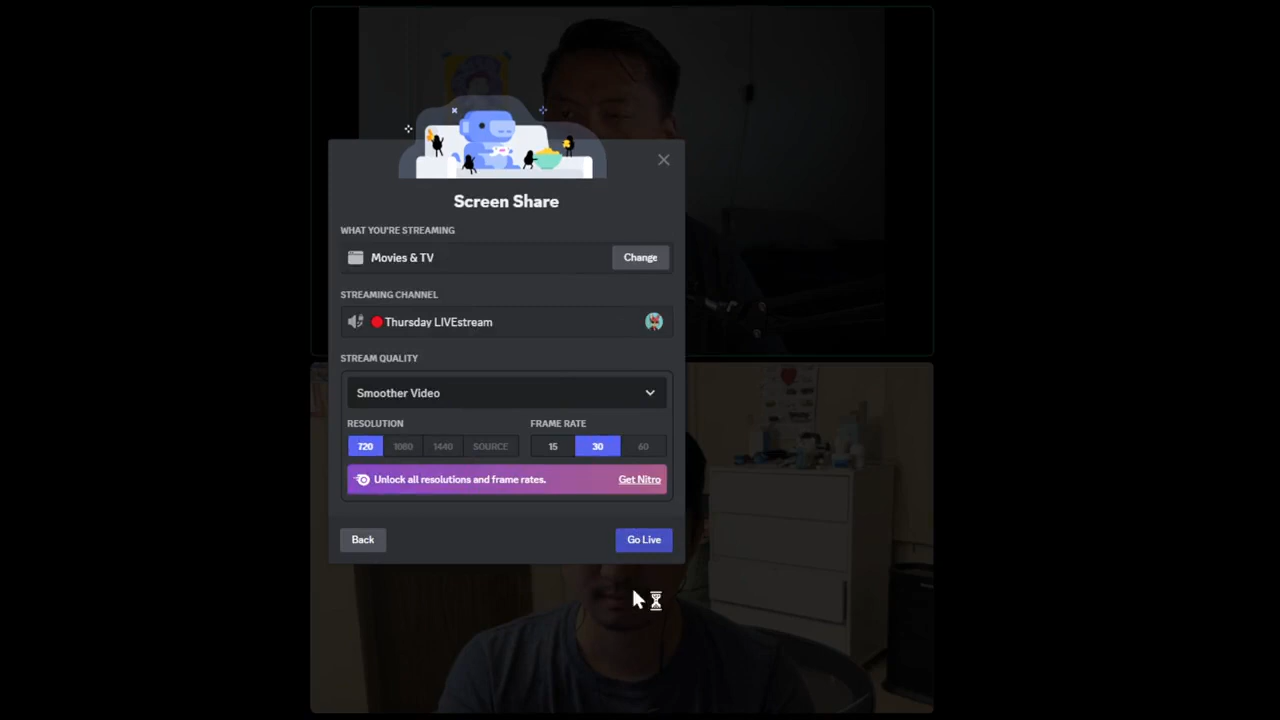 Screen Share
WHAT YOU'RE STREAMING
Movies & TV
Change
STREAMING CHANNEL
Thursday LIVEstream
STREAM QUALITY
Smoother Video
RESOLUTION
FRAME RATE
720 1080 1440 SOURCE
15 30 60
Unlock all resolutions and frame rates.
Get Nitro
Back
Go Live